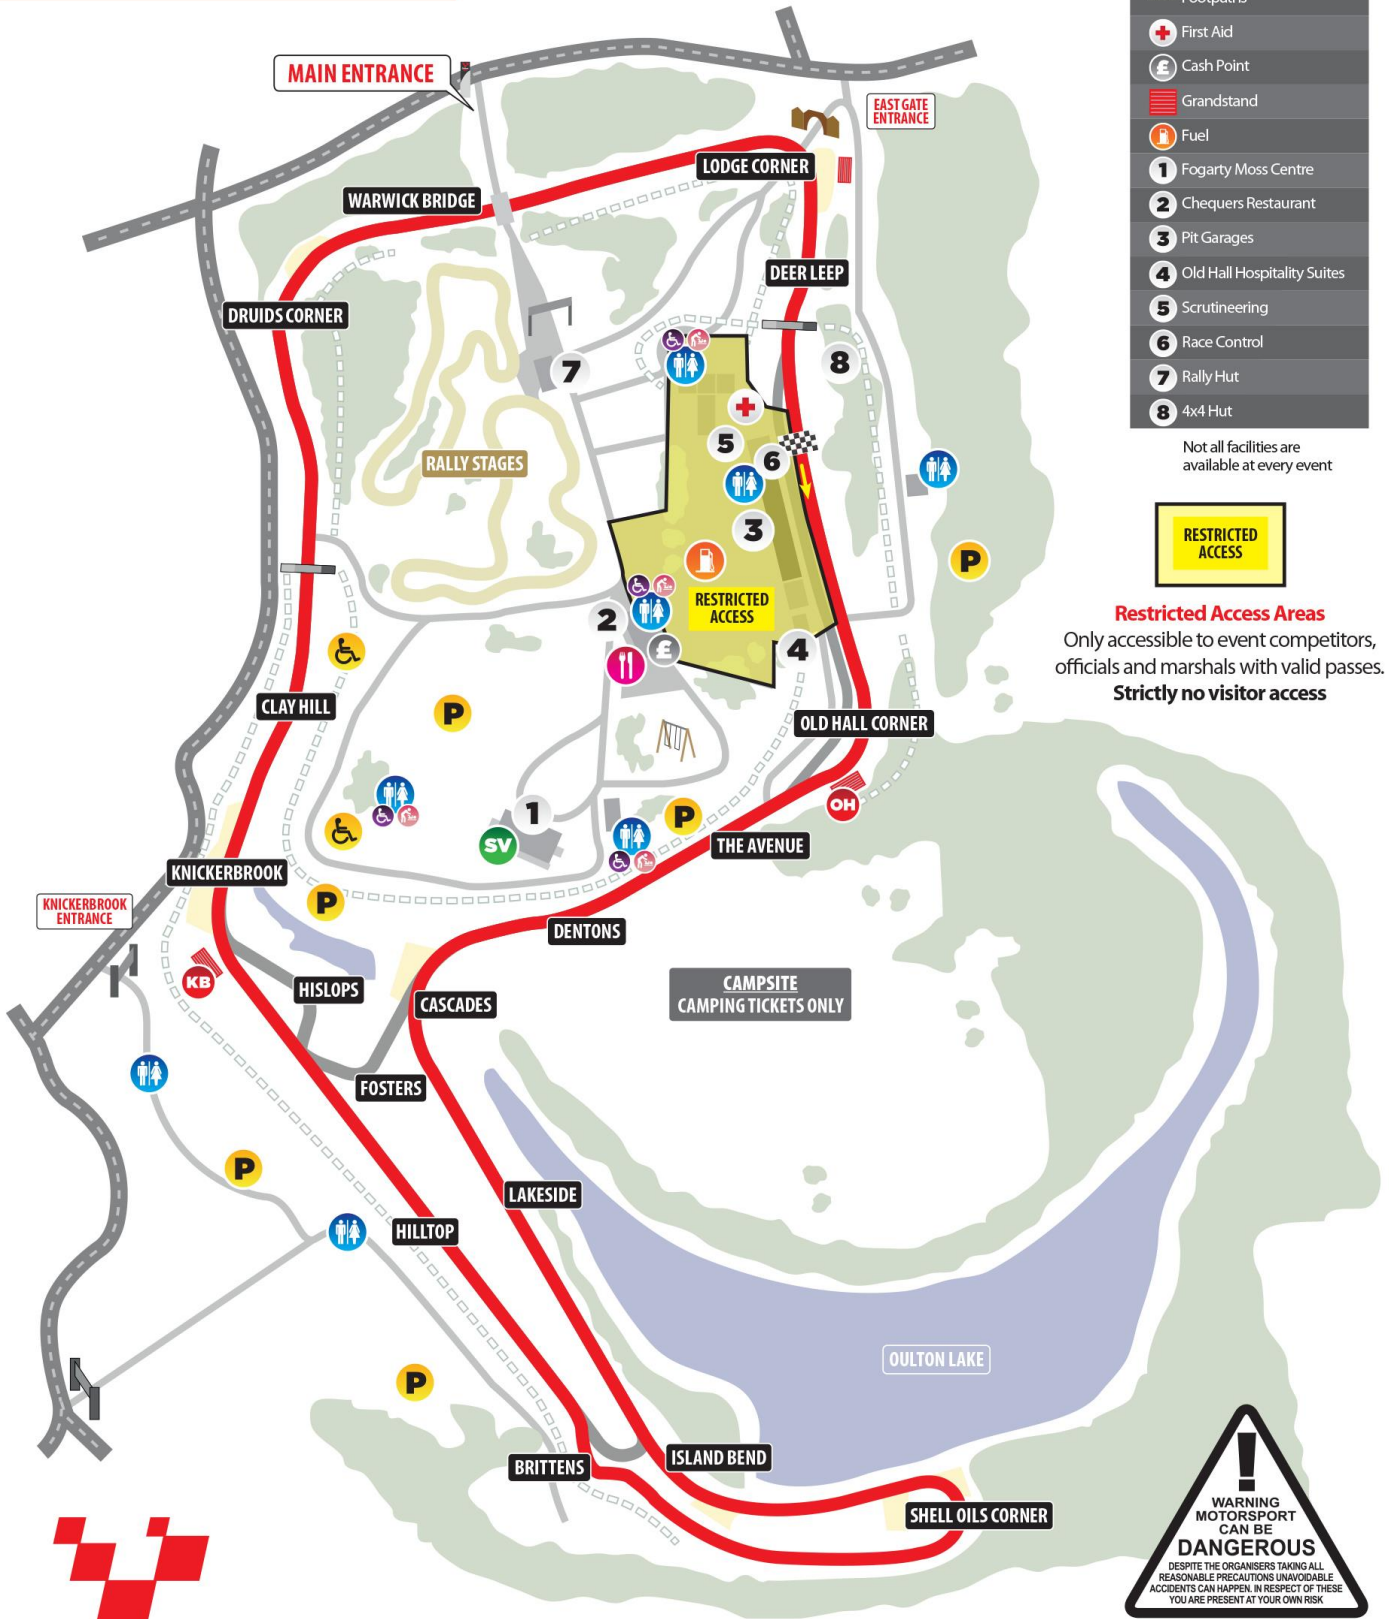 Footpaths
First Aid
£ Cash Point
Grandstand
Fuel
1 Fogarty Moss Centre
2 Chequers Restaurant
3 Pit Garages
4 Old Hall Hospitality Suites
5 Scrutineering
6 Race Control
7 Rally Hut
8 4x4 Hut
Not all facilities are
available at every event
RESTRICTED
ACCESS
Restricted Access Areas
Only accessible to event competitors,
officials and marshals with valid passes.
Strictly no visitor access
MAIN ENTRANCE
EAST GATE
ENTRANCE
LODGE CORNER
WARWICK BRIDGE
DEER LEEP
DRUIDS CORNER
7
8
5
6
RALLY STAGES
3
P
RESTRICTED
ACCESS
2
£
4
CLAY HILL
P
OLD HALL CORNER
OH
1
P
SV
THE AVENUE
KNICKERBROOK
P
KNICKERBROOK
ENTRANCE
DENTONS
KB
HISLOPS
CASCADES
CAMPSITE
CAMPING TICKETS ONLY
FOSTERS
P
LAKESIDE
HILLTOP
OULTON LAKE
P
BRITTENS
ISLAND BEND
SHELL OILS CORNER
!
WARNING
MOTORSPORT
CAN BE
DANGEROUS
DESPITE THE ORGANISERS TAKING ALL
REASONABLE PRECAUTIONS UNAVOIDABLE
ACCIDENTS CAN HAPPEN. IN RESPECT OF THESE
YOU ARE PRESENT AT YOUR OWN RISK